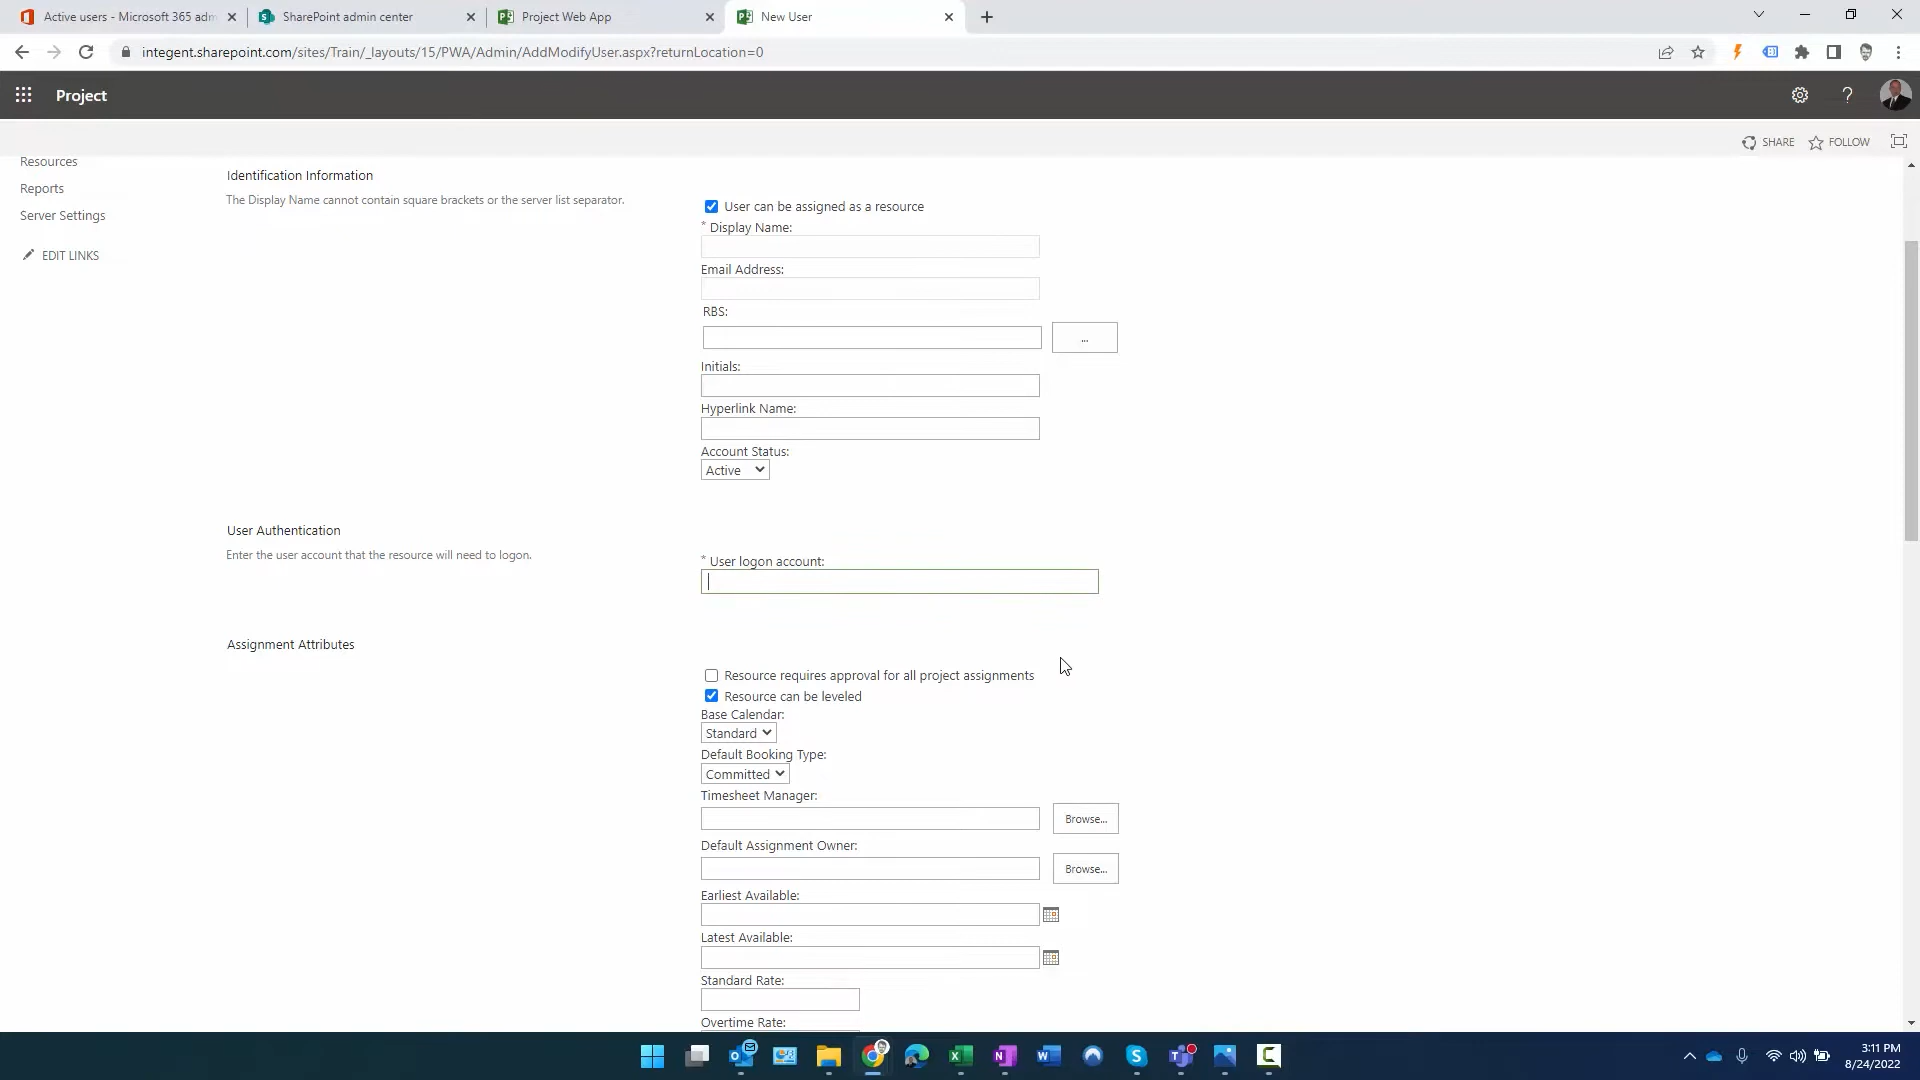 Active users - Microsoft 365 adm
SharePoint admin center
Project Web App
New User
integent.sharepoint.com/sites/Train/_layouts/15/PWA/Admin/AddModifyUser.aspx?returnLocation=0
Project
SHARE
FOLLOW
Resources
Reports
Server Settings
EDIT LINKS
Identification Information
The Display Name cannot contain square brackets or the server list separator.
User can be assigned as a resource
* Display Name:
Email Address:
RBS:
...
Initials:
Hyperlink Name:
Account Status:
Active
User Authentication
Enter the user account that the resource will need to logon.
* User logon account:
Assignment Attributes
Resource requires approval for all project assignments
Resource can be leveled
Base Calendar:
Standard
Default Booking Type:
Committed
Timesheet Manager:
Browse...
Default Assignment Owner:
Browse...
Earliest Available:
Latest Available:
Standard Rate:
Overtime Rate:
3:11 PM
8/24/2022